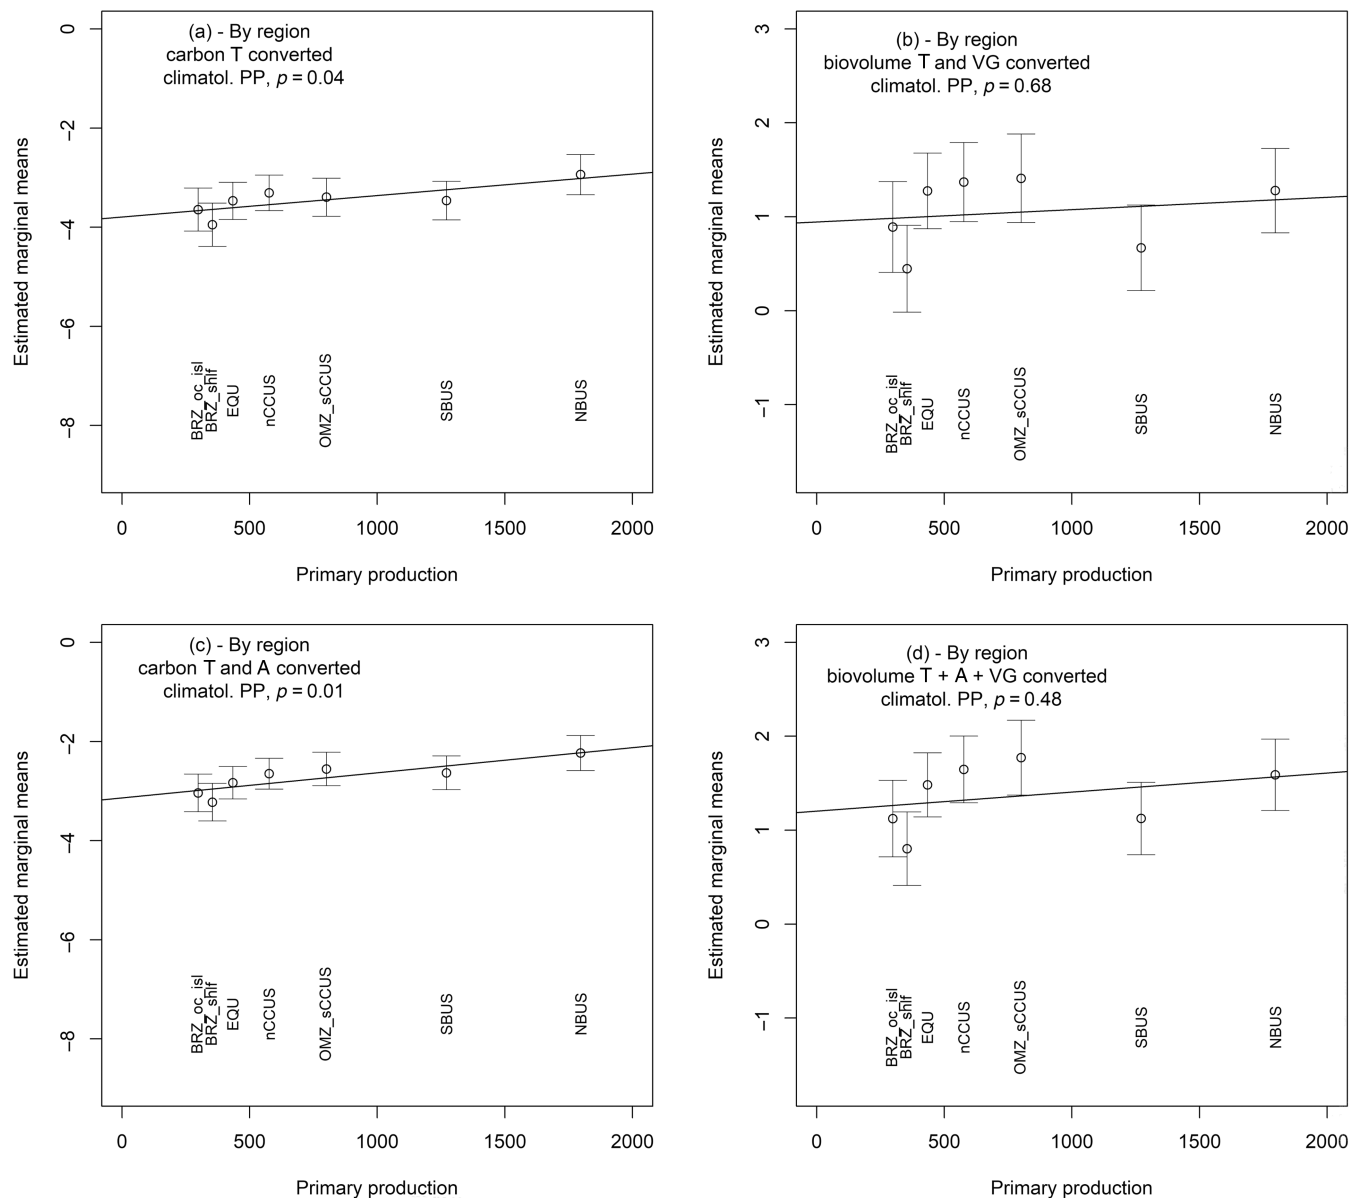 (a) - By region
carbon T converted
climatol. PP, p = 0.04
Estimated marginal means
0
−2
−4
−6
−8
BRZ_oc_isl
BRZ_shlf
EQU
nCCUS
OMZ_sCCUS
SBUS
NBUS
0 500 1000 1500 2000
Primary production
(b) - By region
biovolume T and VG converted
climatol. PP, p = 0.68
Estimated marginal means
3
2
1
0
−1
BRZ_oc_isl
BRZ_shlf
EQU
nCCUS
OMZ_sCCUS
SBUS
NBUS
0 500 1000 1500 2000
Primary production
(c) - By region
carbon T and A converted
climatol. PP, p = 0.01
Estimated marginal means
0
−2
−4
−6
−8
BRZ_oc_isl
BRZ_shlf
EQU
nCCUS
OMZ_sCCUS
SBUS
NBUS
0 500 1000 1500 2000
Primary production
(d) - By region
biovolume T + A + VG converted
climatol. PP, p = 0.48
Estimated marginal means
3
2
1
0
−1
BRZ_oc_isl
BRZ_shlf
EQU
nCCUS
OMZ_sCCUS
SBUS
NBUS
0 500 1000 1500 2000
Primary production